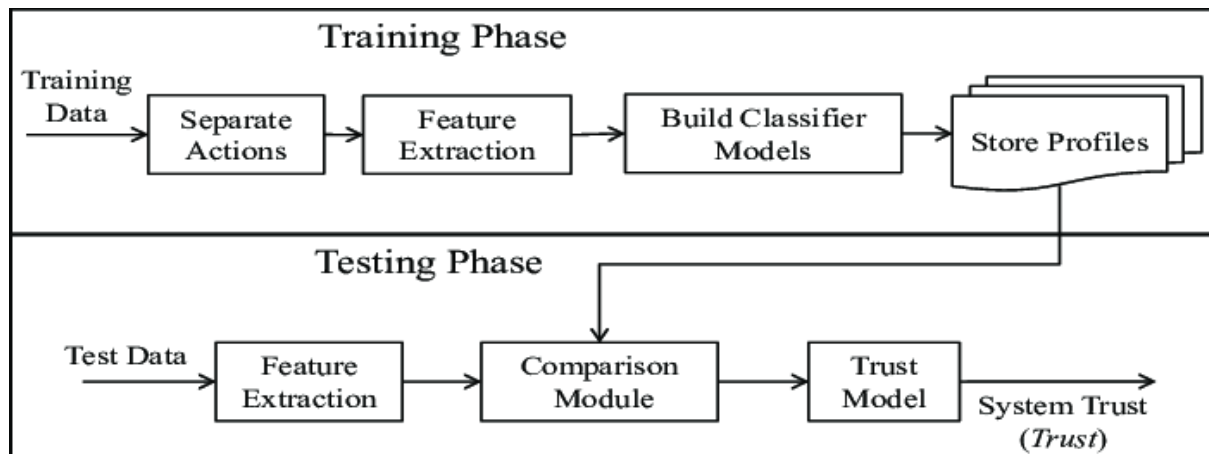 Training Phase
Training
Data
Separate
Actions
Feature
Extraction
Build Classifier
Models
Store Profiles
Testing Phase
Test Data
Feature
Extraction
Comparison
Module
Trust
Model
System Trust
(Trust)